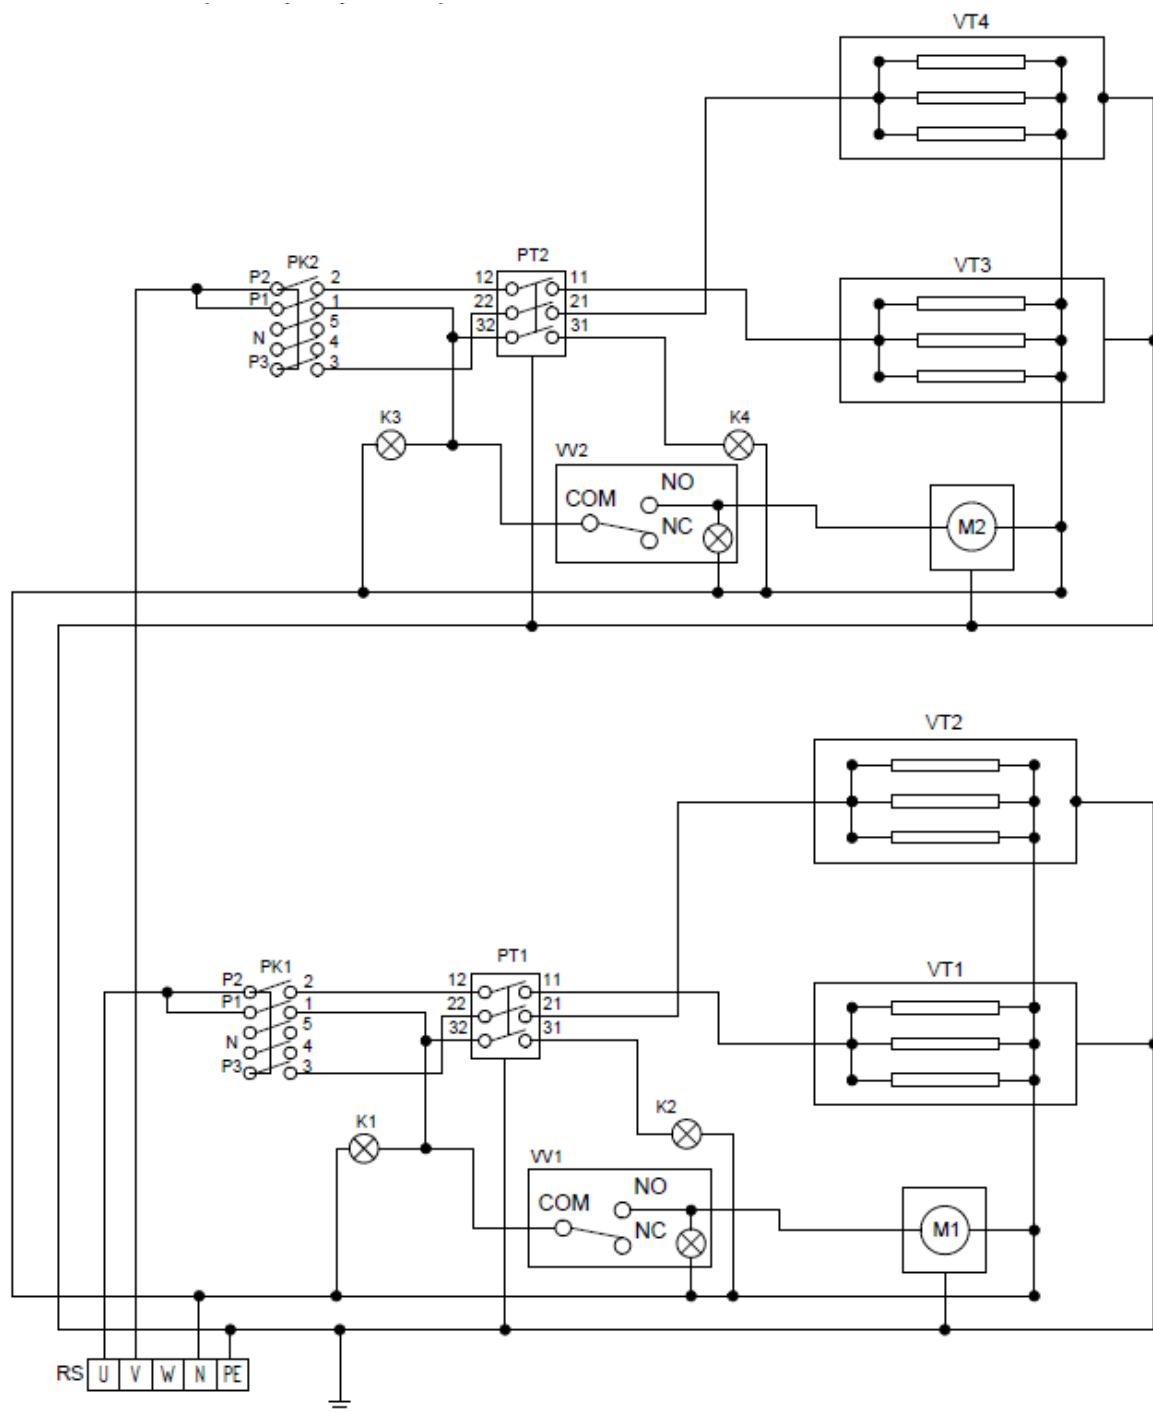 VT4
VT3
PT2
PK2
P2 2 12 11
P1 1 22 21
5
N 4 32 31
P3 3
K3 K4
VV2
NO
COM
NC
M2
VT2
VT1
PT1
PK1
P2 2 12 11
P1 1 22 21
5 32 31
N 4
P3 3
K1 K2
VV1
NO
COM
NC
M1
RS U V W N PE